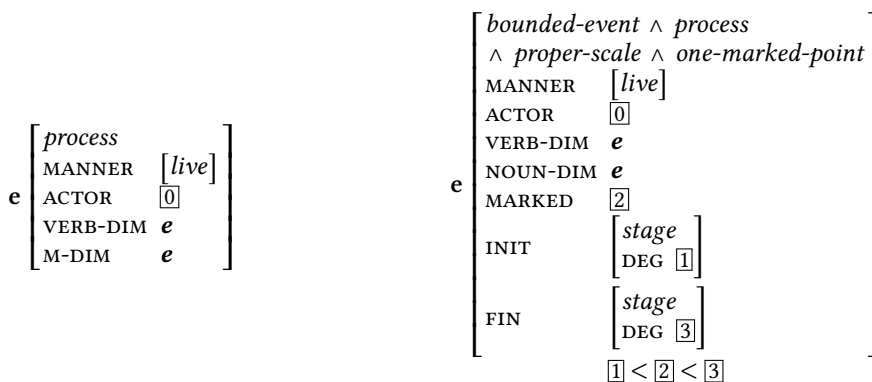 e
process
MANNER [live]
ACTOR 0
VERB-DIM e
M-DIM e
e
bounded-event ∧ process
∧ proper-scale ∧ one-marked-point
MANNER [live]
ACTOR 0
VERB-DIM e
NOUN-DIM e
MARKED 2
INIT [stage
DEG 1]
FIN [stage
DEG 3]
1 < 2 < 3